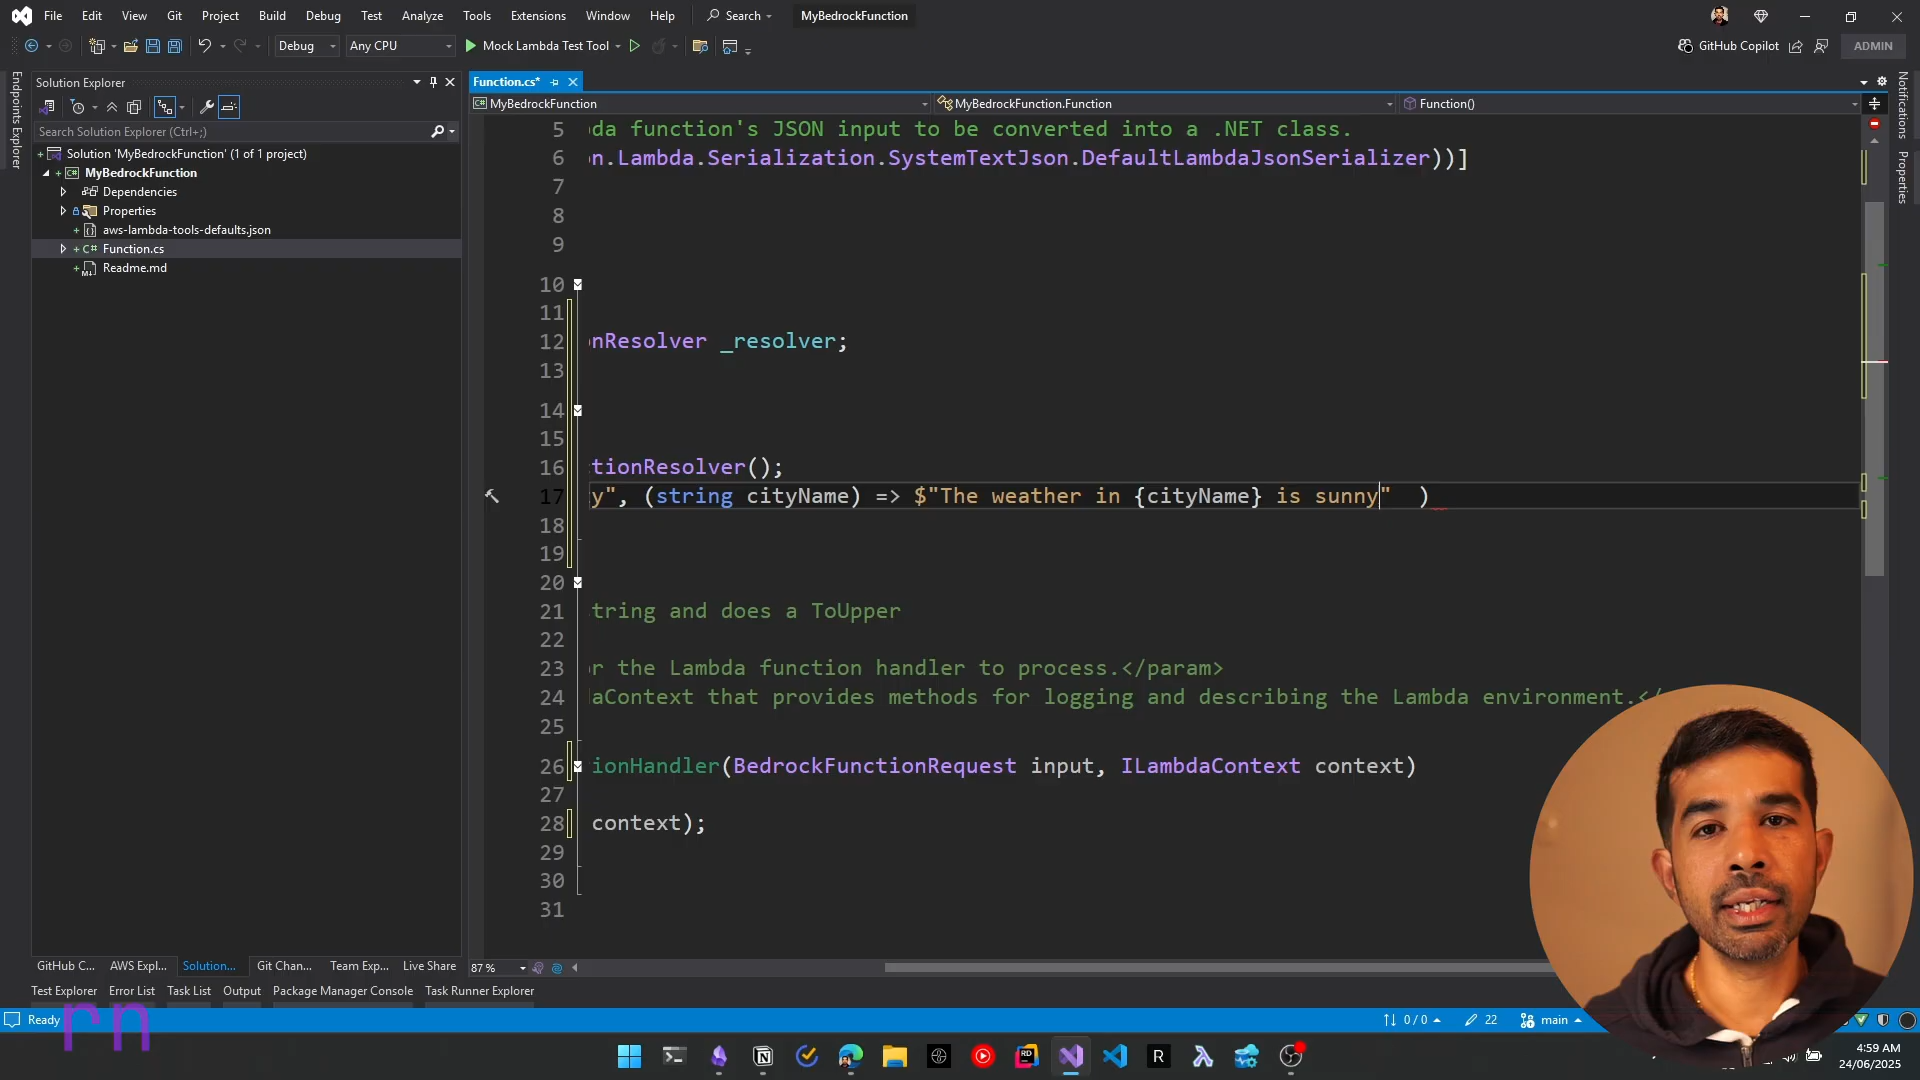 File Edit View Git Project Build Debug Test Analyze Tools Extensions Window Help Search MyBedrockFunction
Debug Any CPU Mock Lambda Test Tool GitHub Copilot ADMIN
Endpoints Explorer
Solution Explorer
Search Solution Explorer (Ctrl+;)
Solution 'MyBedrockFunction' (1 of 1 project)
MyBedrockFunction
Dependencies
Properties
aws-lambda-tools-defaults.json
Function.cs
Readme.md
Function.cs*
MyBedrockFunction MyBedrockFunction.Function Function()
5 da function's JSON input to be converted into a .NET class.
6 n.Lambda.Serialization.SystemTextJson.DefaultLambdaJsonSerializer))]
7
8
9
10
11
12 nResolver _resolver;
13
14
15
16 tionResolver();
17 y", (string cityName) => $"The weather in {cityName} is sunny" )
18
19
20
21 tring and does a ToUpper
22
23 r the Lambda function handler to process.</param>
24 aContext that provides methods for logging and describing the Lambda environment.</
25
26 ionHandler(BedrockFunctionRequest input, ILambdaContext context)
27
28 context);
29
30
31
Notifications
Properties
87 %
GitHub C... AWS Expl... Solution... Git Chan... Team Exp... Live Share
Test Explorer Error List Task List Output Package Manager Console Task Runner Explorer
Ready 0 / 0 22 main
rn
4:59 AM
24/06/2025